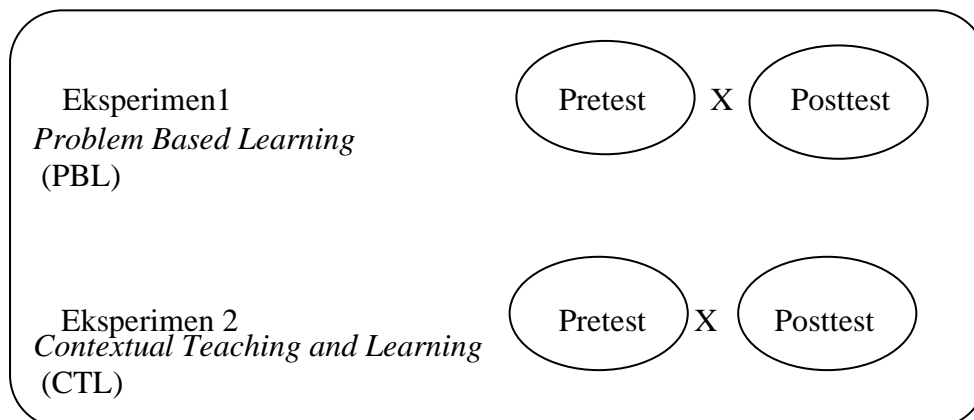 Eksperimen1 Pretest X Posttest
Problem Based Learning
(PBL)
Eksperimen 2 Pretest X Posttest
Contextual Teaching and Learning
(CTL)